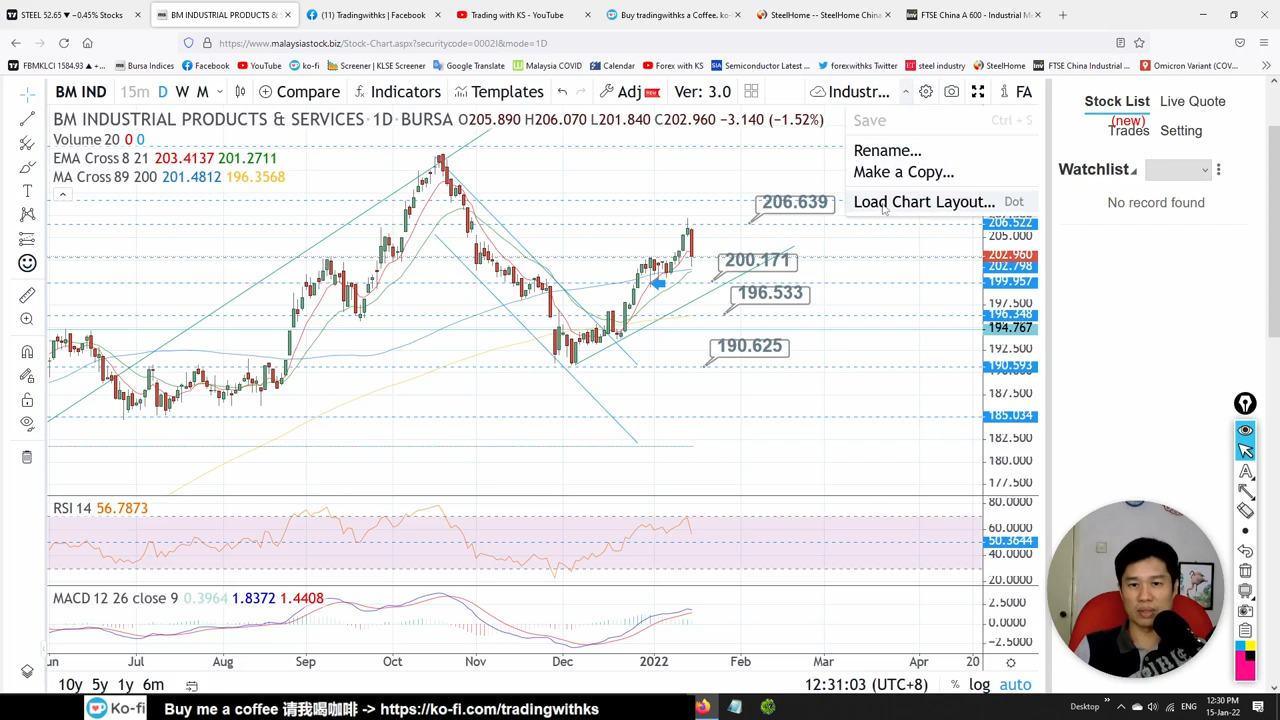 STEEL 52.65 ▼ −0.45% Stocks
BM INDUSTRIAL PRODUCTS & S
(11) Tradingwithks | Facebook
Trading with KS - YouTube
Buy tradingwithks a Coffee. ko-fi
SteelHome -- SteelHome China
FTSE China A 600 - Industrial M
https://www.malaysiastock.biz/Stock-Chart.aspx?securitycode=0002I&mode=1D
FBMKLCI 1584.93 ▲ +...
Bursa Indices
Facebook
YouTube
ko-fi
Screener | KLSE Screener
Google Translate
Malaysia COVID
Calendar
Forex with KS
Semiconductor Latest ...
forexwithks Twitter
steel industry
SteelHome
FTSE China Industrial ...
Omicron Variant (COV...
BM IND
15m
D
W
M
Compare
Indicators
Templates
new
Adj
NEW
Ver: 3.0
Industr...
FA
BM INDUSTRIAL PRODUCTS & SERVICES · 1D · BURSA O205.890 H206.070 L201.840 C202.960 −3.140 (−1.52%)
Volume 20 0 0
EMA Cross 8 21 203.4137 201.2711
MA Cross 89 200 201.4812 196.3568
Save
Ctrl + S
Rename...
Make a Copy...
Load Chart Layout...
Dot
Stock List
Live Quote
(new)
Trades
Setting
Watchlist
No record found
206.639
200.171
196.533
190.625
206.322
205.000
202.960
202.798
199.957
197.500
196.348
194.767
192.500
190.593
187.500
185.034
182.500
180.000
177.500
RSI 14 56.7873
80.0000
60.0000
50.3644
40.0000
20.0000
MACD 12 26 close 9 0.3964 1.8372 1.4408
2.5000
0.0000
−2.5000
un
Jul
Aug
Sep
Oct
Nov
Dec
2022
Feb
Mar
Apr
20
10y
5y
1y
6m
12:31:03 (UTC+8)
%
log
auto
Ko-fi
Buy me a coffee 请我喝咖啡 -> https://ko-fi.com/tradingwithks
Desktop
12:30 PM
15-Jan-22